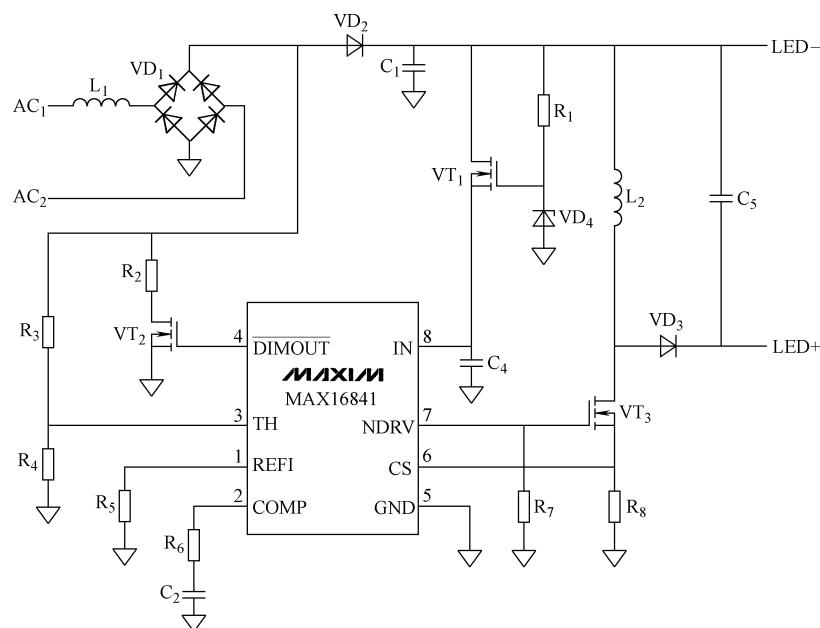 VD2
LED−
VD1
C1
L1
AC1
R1
VT1
VD4
L2
C5
AC2
R2
R3
VT2
4
DIMOUT
IN
8
C4
VD3
LED+
MAXIM
MAX16841
3
TH
NDRV
7
VT3
R4
1
REFI
CS
6
R5
2
COMP
GND
5
R7
R8
R6
C2